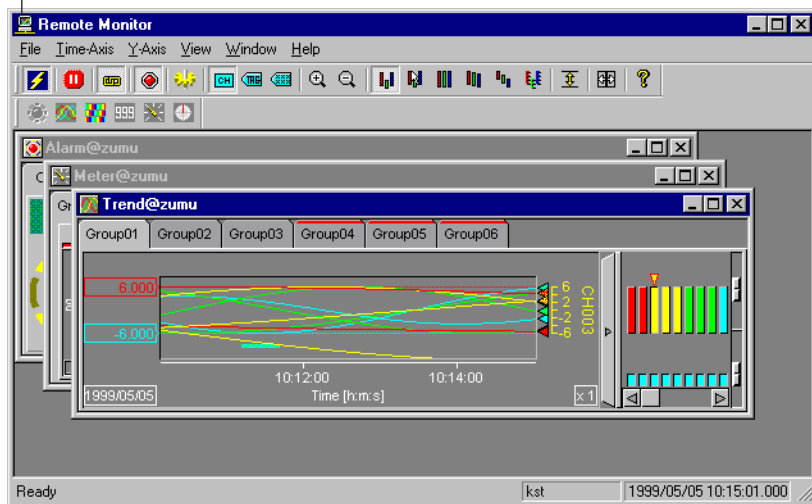 Remote Monitor
File Time-Axis Y-Axis View Window Help
CH TAG
999
Alarm@zumu
Meter@zumu
Trend@zumu
Group01 Group02 Group03 Group04 Group05 Group06
6.000
-6.000
6
2
-2
-6
CH003
10:12:00 10:14:00
1999/05/05 Time [h:m:s] x 1
Ready kst 1999/05/05 10:15:01.000